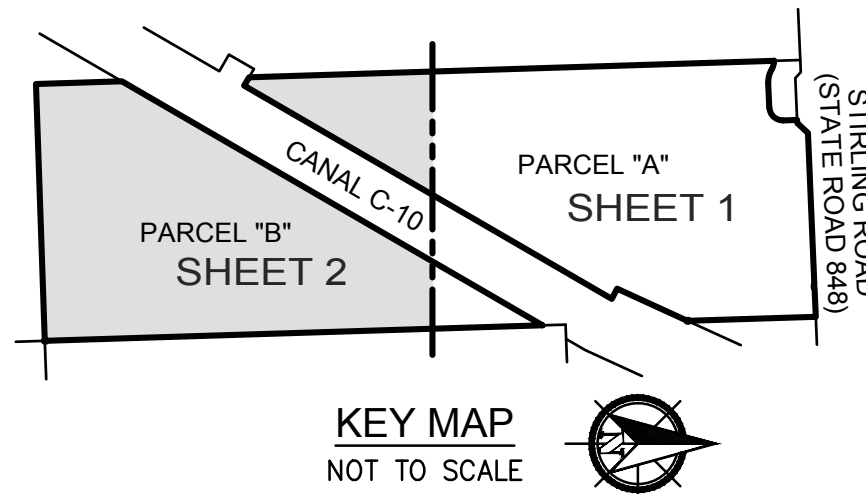 PARCEL "A"
SHEET 1
CANAL C-10
PARCEL "B"
SHEET 2
STIRLING ROAD
(STATE ROAD 848)
KEY MAP
NOT TO SCALE
N